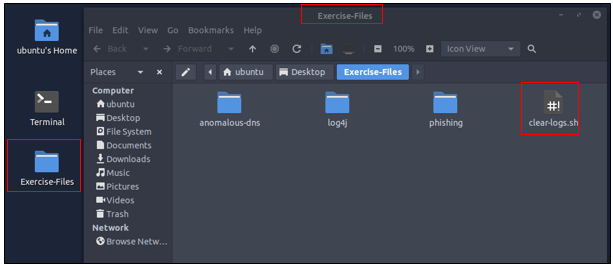 Exercise-Files
File Edit View Go Bookmarks Help
Back Forward 100% Icon View
Places ubuntu Desktop Exercise-Files
ubuntu's Home
Terminal
Exercise-Files
Computer
ubuntu
Desktop
File System
Documents
Downloads
Music
Pictures
Videos
Trash
Network
Browse Netw...
anomalous-dns log4j phishing clear-logs.sh
#!